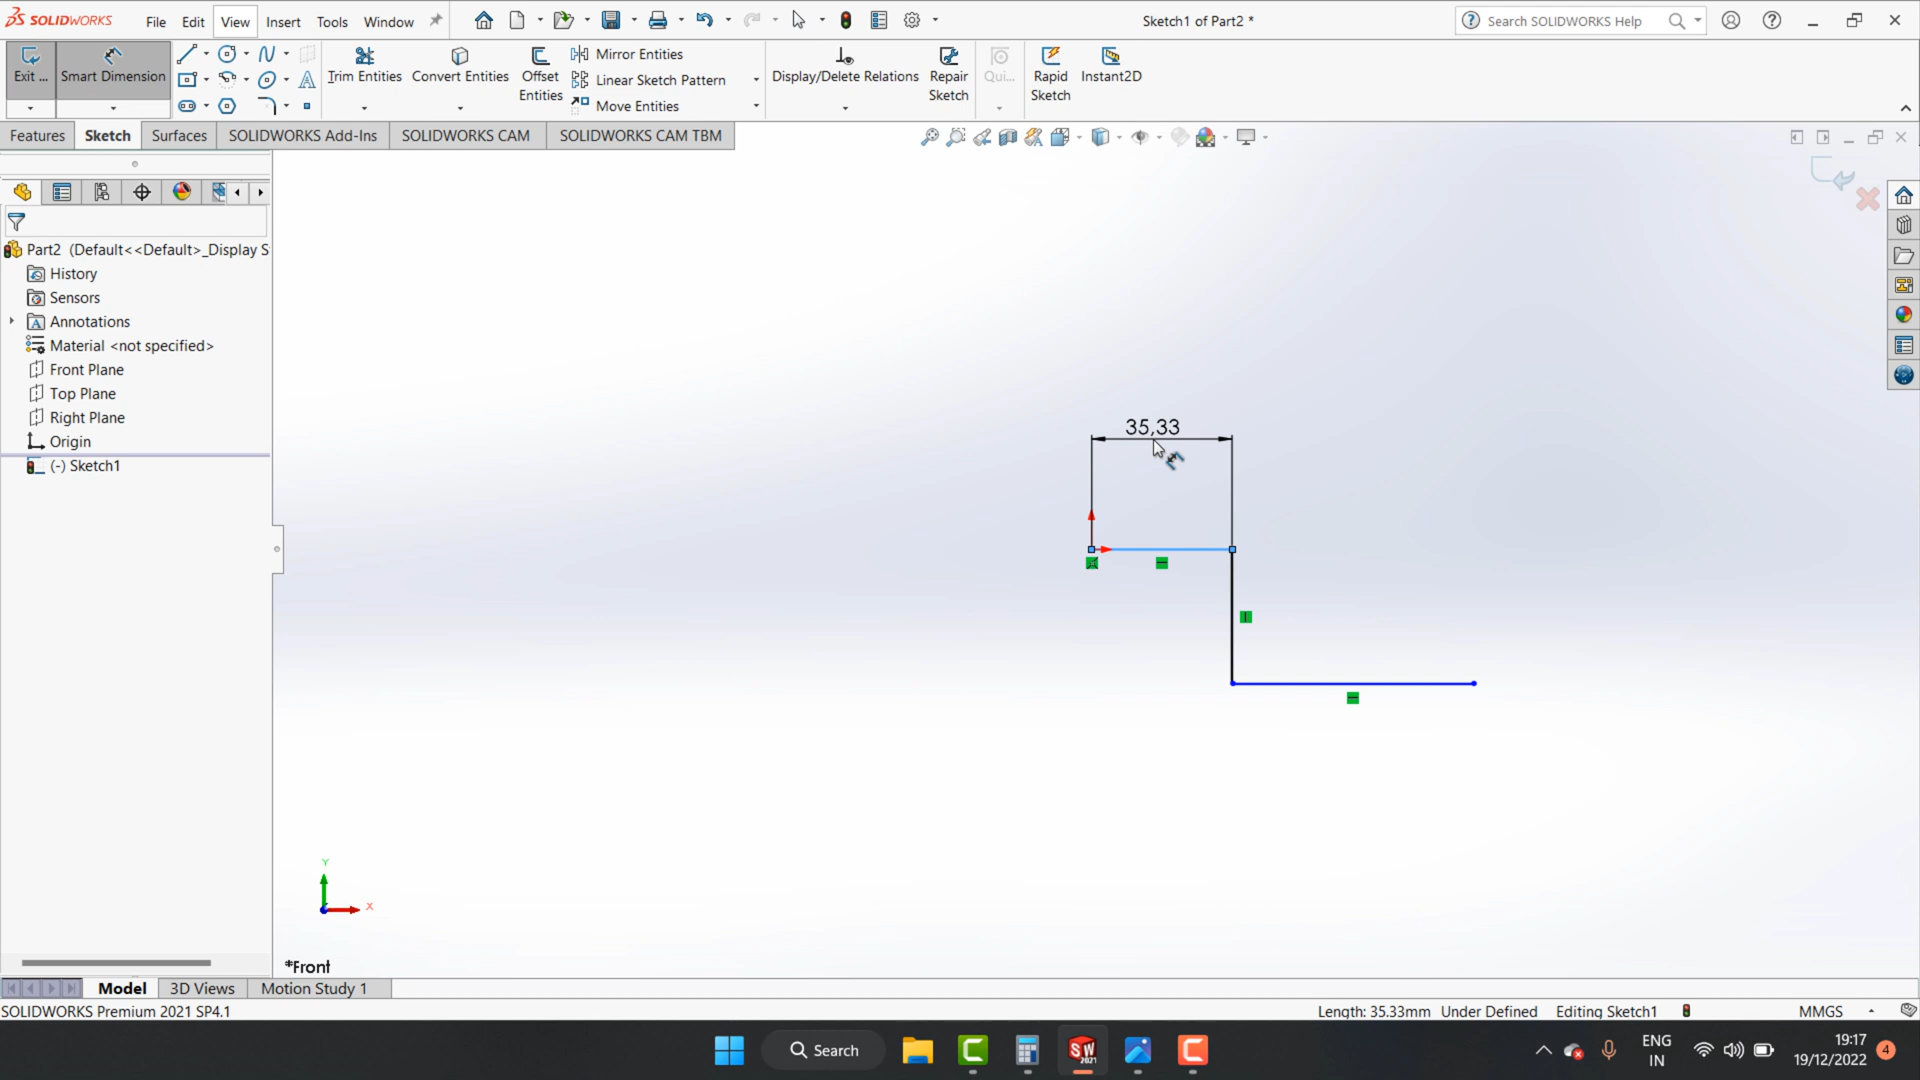 SOLIDWORKS
File
Edit
View
Insert
Tools
Window
Sketch1 of Part2 *
Search SOLIDWORKS Help
Exit ...
Smart Dimension
Trim Entities
Convert Entities
Offset
Entities
Mirror Entities
Linear Sketch Pattern
Move Entities
Display/Delete Relations
Repair
Sketch
Qui...
Rapid
Sketch
Instant2D
Features
Sketch
Surfaces
SOLIDWORKS Add-Ins
SOLIDWORKS CAM
SOLIDWORKS CAM TBM
Part2 (Default<<Default>_Display S
History
Sensors
Annotations
Material <not specified>
Front Plane
Top Plane
Right Plane
Origin
(-) Sketch1
35,33
Y
X
*Front
Model
3D Views
Motion Study 1
SOLIDWORKS Premium 2021 SP4.1
Length: 35.33mm
Under Defined
Editing Sketch1
MMGS
Search
SW
2021
ENG
IN
19:17
19/12/2022
4